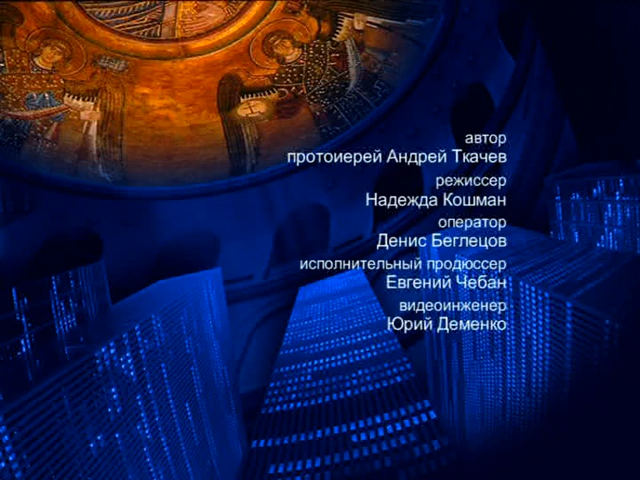 автор
протоиерей Андрей Ткачев
режиссер
Надежда Кошман
оператор
Денис Беглецов
исполнительный продюссер
Евгений Чебан
видеоинженер
Юрий Деменко